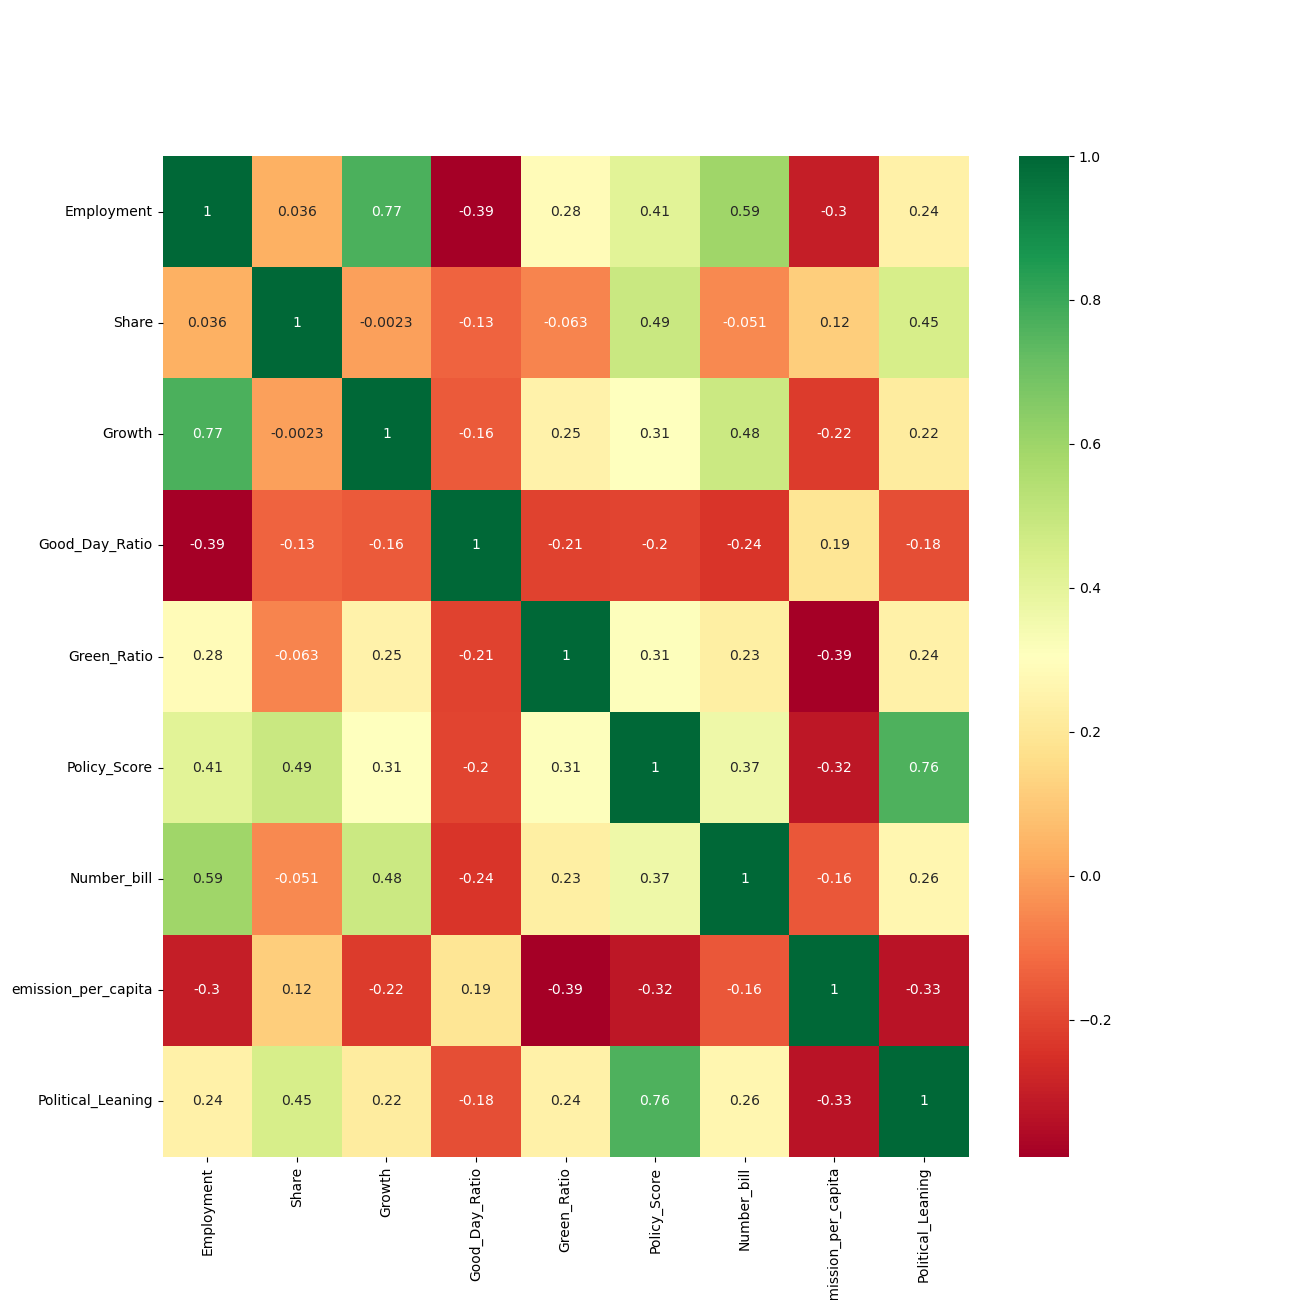 Employment 1 0.036 0.77 -0.39 0.28 0.41 0.59 -0.3 0.24
Share 0.036 1 -0.0023 -0.13 -0.063 0.49 -0.051 0.12 0.45
Growth 0.77 -0.0023 1 -0.16 0.25 0.31 0.48 -0.22 0.22
Good_Day_Ratio -0.39 -0.13 -0.16 1 -0.21 -0.2 -0.24 0.19 -0.18
Green_Ratio 0.28 -0.063 0.25 -0.21 1 0.31 0.23 -0.39 0.24
Policy_Score 0.41 0.49 0.31 -0.2 0.31 1 0.37 -0.32 0.76
Number_bill 0.59 -0.051 0.48 -0.24 0.23 0.37 1 -0.16 0.26
emission_per_capita -0.3 0.12 -0.22 0.19 -0.39 -0.32 -0.16 1 -0.33
Political_Leaning 0.24 0.45 0.22 -0.18 0.24 0.76 0.26 -0.33 1
Employment
Share
Growth
Good_Day_Ratio
Green_Ratio
Policy_Score
Number_bill
mission_per_capita
Political_Leaning
1.0
0.8
0.6
0.4
0.2
0.0
−0.2